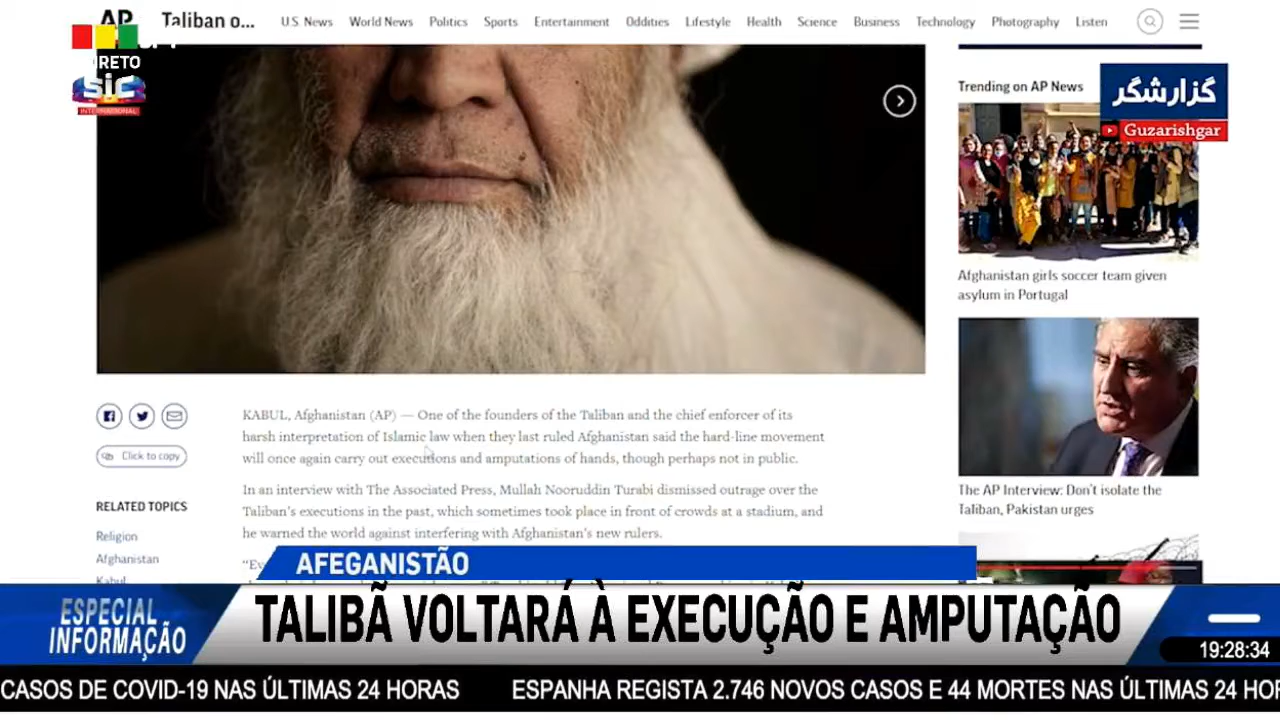 AP
Taliban o...
U.S. News World News Politics Sports Entertainment Oddities Lifestyle Health Science Business Technology Photography Listen
RETO
SiC
INTERNATIONAL
Trending on AP News
گزارشگر
Guzarishgar
Afghanistan girls soccer team given
asylum in Portugal
The AP Interview: Don't isolate the
Taliban, Pakistan urges
Click to copy
RELATED TOPICS
Religion
Afghanistan
Kabul
KABUL, Afghanistan (AP) — One of the founders of the Taliban and the chief enforcer of its
harsh interpretation of Islamic law when they last ruled Afghanistan said the hard-line movement
will once again carry out executions and amputations of hands, though perhaps not in public.
In an interview with The Associated Press, Mullah Nooruddin Turabi dismissed outrage over the
Taliban's executions in the past, which sometimes took place in front of crowds at a stadium, and
he warned the world against interfering with Afghanistan's new rulers.
AFEGANISTÃO
ESPECIAL
INFORMAÇÃO
TALIBÃ VOLTARÁ À EXECUÇÃO E AMPUTAÇÃO
19:28:34
CASOS DE COVID-19 NAS ÚLTIMAS 24 HORAS ESPANHA REGISTA 2.746 NOVOS CASOS E 44 MORTES NAS ÚLTIMAS 24 HOR